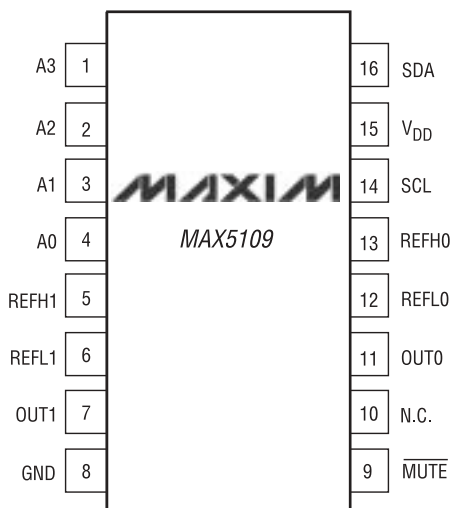 A3 1 16 SDA
A2 2 15 VDD
A1 3 MAXIM 14 SCL
A0 4 MAX5109 13 REFH0
REFH1 5 12 REFL0
REFL1 6 11 OUT0
OUT1 7 10 N.C.
GND 8 9 MUTE